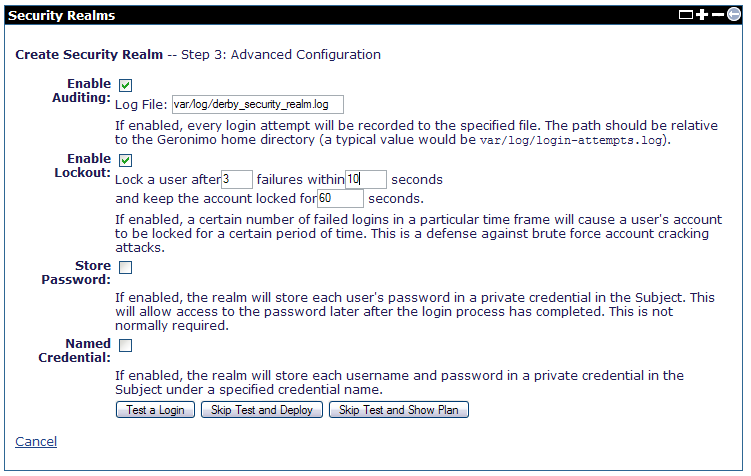 Security Realms
Create Security Realm -- Step 3: Advanced Configuration
Enable Auditing:
Log File: var/log/derby_security_realm.log
If enabled, every login attempt will be recorded to the specified file. The path should be relative
to the Geronimo home directory (a typical value would be var/log/login-attempts.log).
Enable Lockout:
Lock a user after 3 failures within 10 seconds
and keep the account locked for 60 seconds.
If enabled, a certain number of failed logins in a particular time frame will cause a user's account
to be locked for a certain period of time. This is a defense against brute force account cracking
attacks.
Store Password:
If enabled, the realm will store each user's password in a private credential in the Subject. This
will allow access to the password later after the login process has completed. This is not
normally required.
Named Credential:
If enabled, the realm will store each username and password in a private credential in the
Subject under a specified credential name.
Test a Login Skip Test and Deploy Skip Test and Show Plan
Cancel